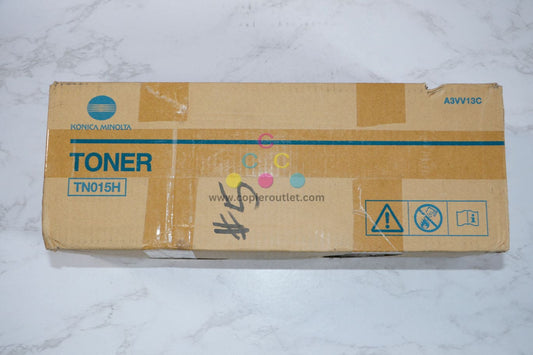 A3VV13C
KONICA MINOLTA
TONER
TN015H
C
C C
www.copieroutlet.com
#5